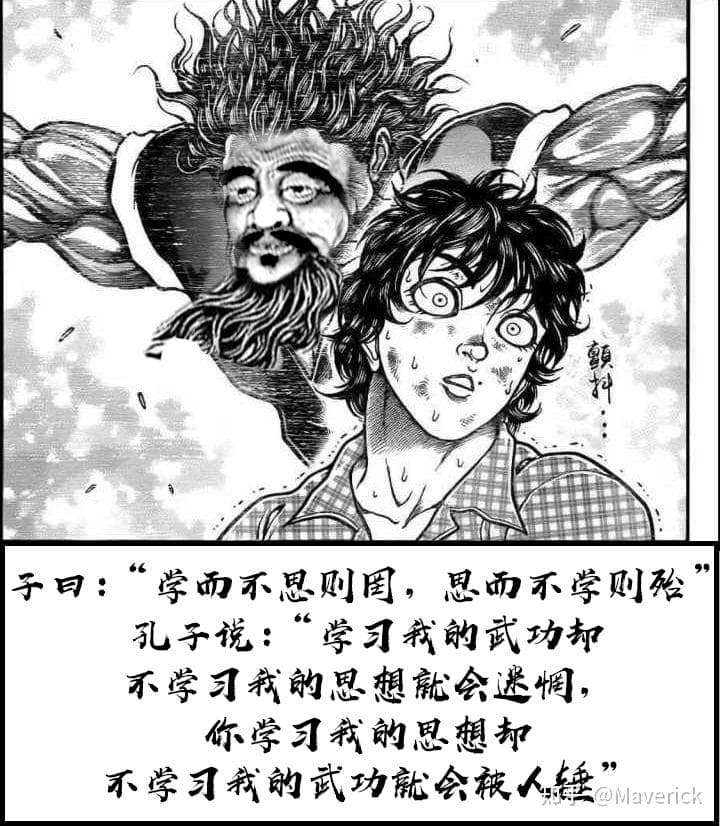 顫抖…
子曰：“学而不思则罔，思而不学则殆”
孔子说：“学习我的武功却
不学习我的思想就会迷惘，
你学习我的思想却
不学习我的武功就会被人锤”
知乎 @Maverick